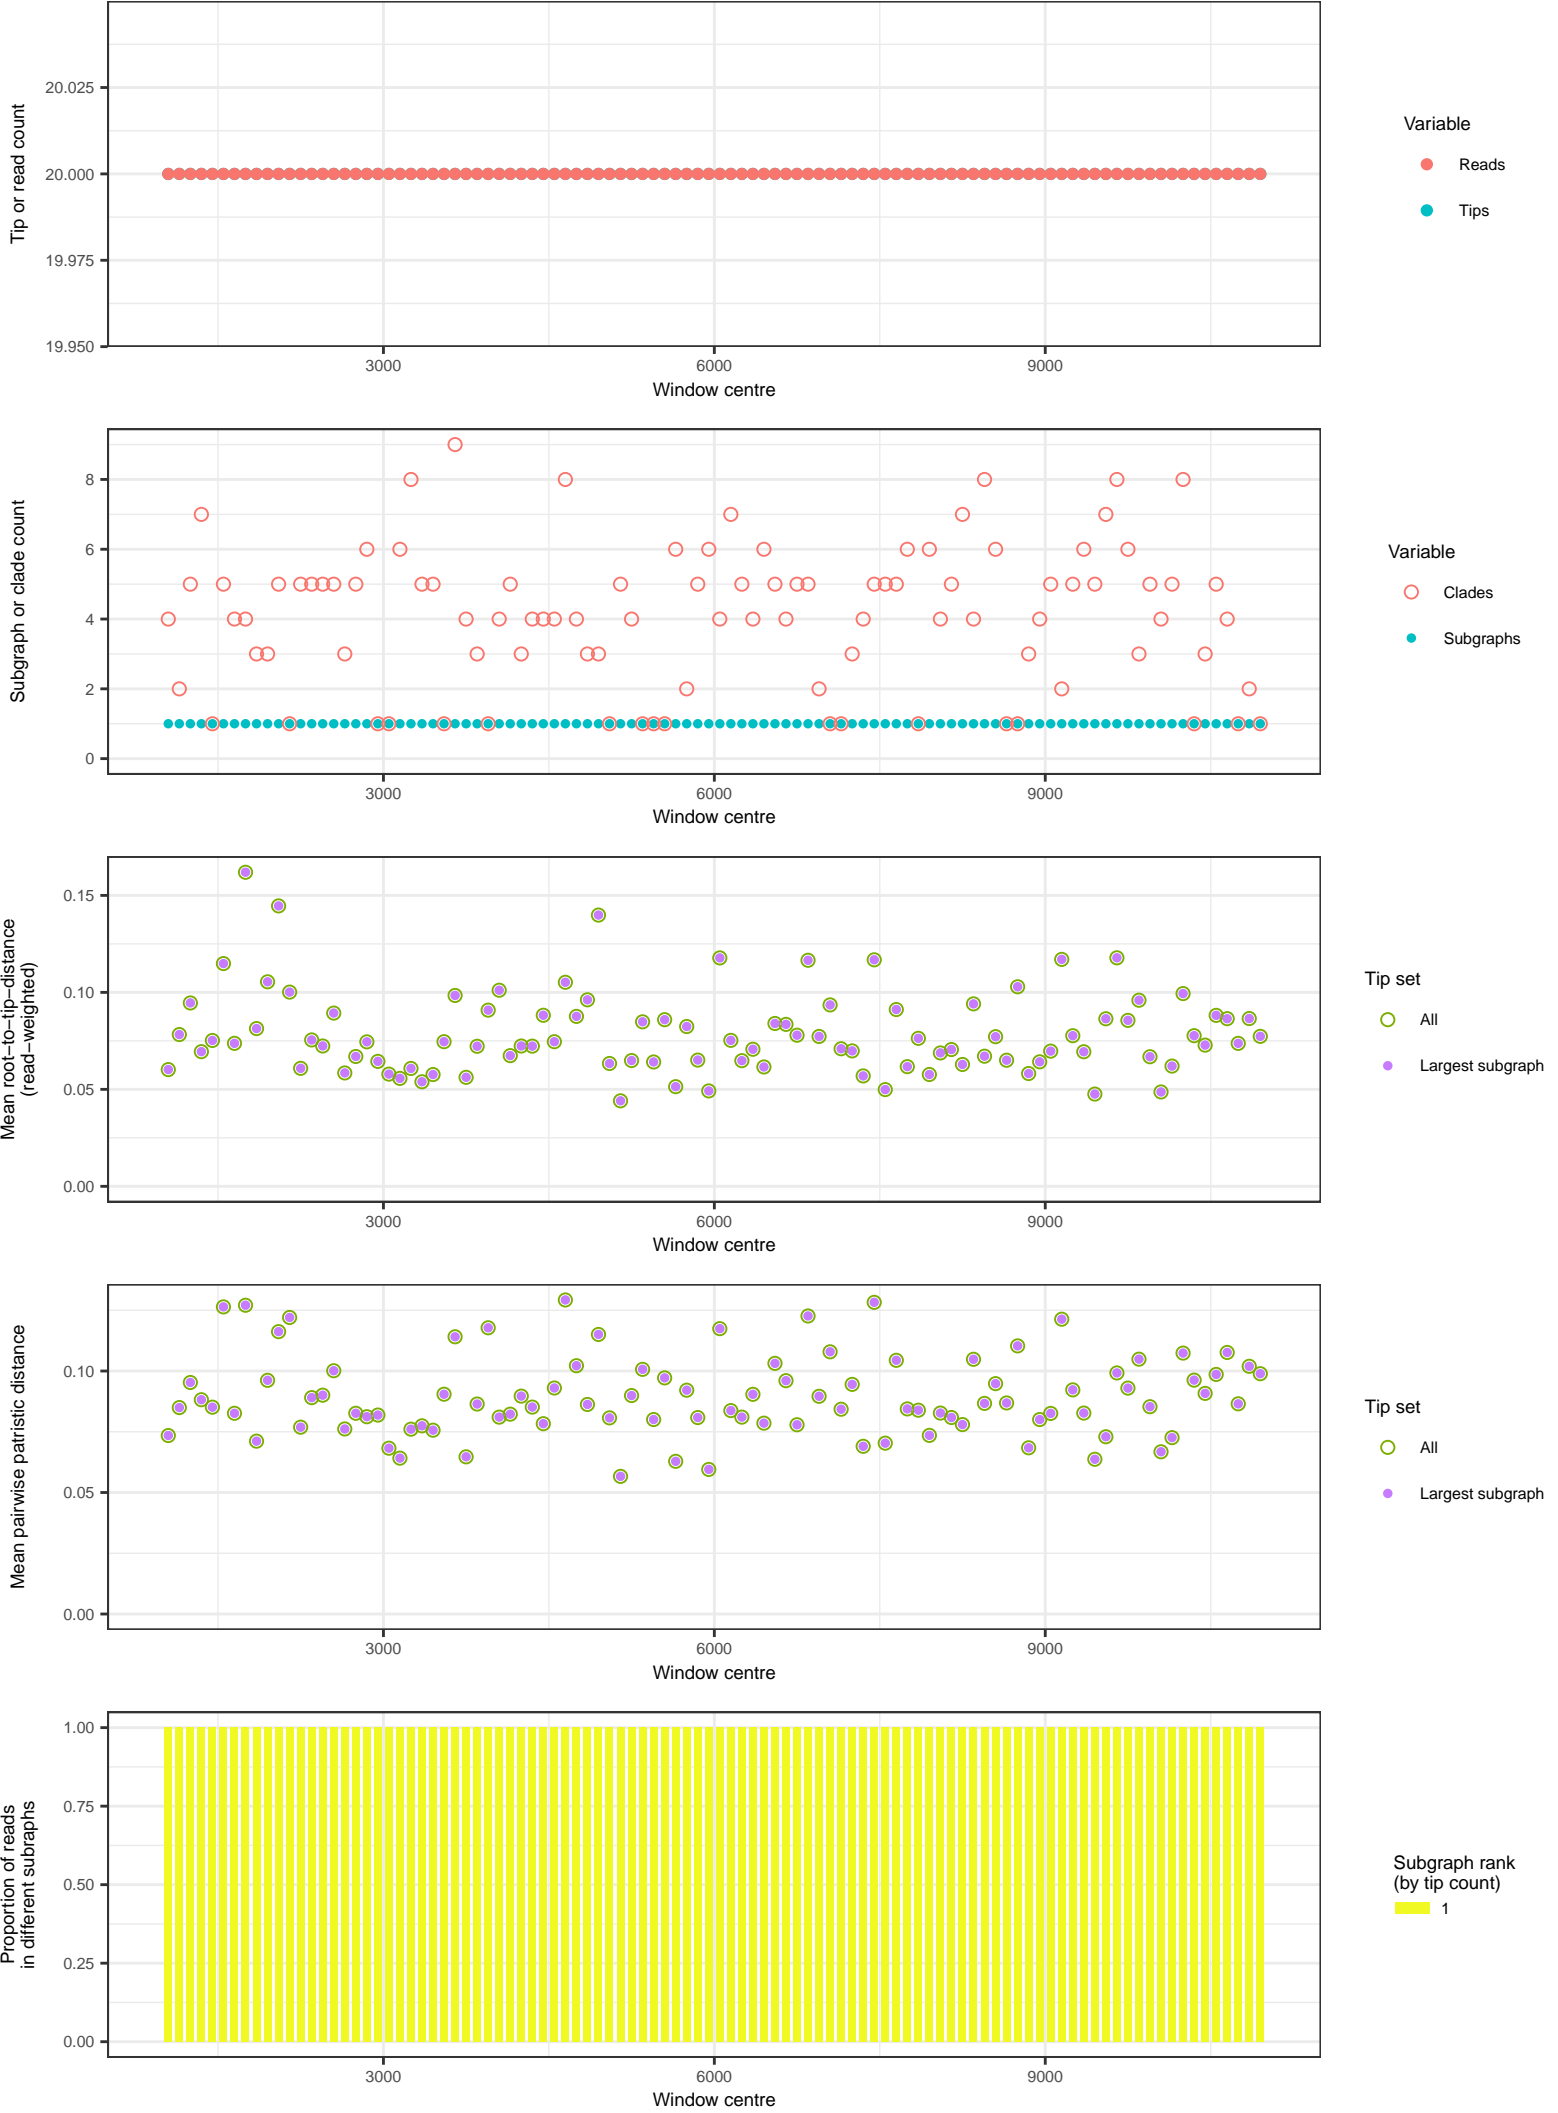 20.025
20.000
19.975
19.950
Tip or read count
3000
6000
9000
Window centre
Variable
Reads
Tips
8
6
4
2
0
Subgraph or clade count
3000
6000
9000
Window centre
Variable
Clades
Subgraphs
0.15
0.10
0.05
0.00
Mean root−to−tip−distance
(read−weighted)
3000
6000
9000
Window centre
Tip set
All
Largest subgraph
0.10
0.05
0.00
Mean pairwise patristic distance
3000
6000
9000
Window centre
Tip set
All
Largest subgraph
1.00
0.75
0.50
0.25
0.00
Proportion of reads
in different subraphs
3000
6000
9000
Window centre
Subgraph rank
(by tip count)
1